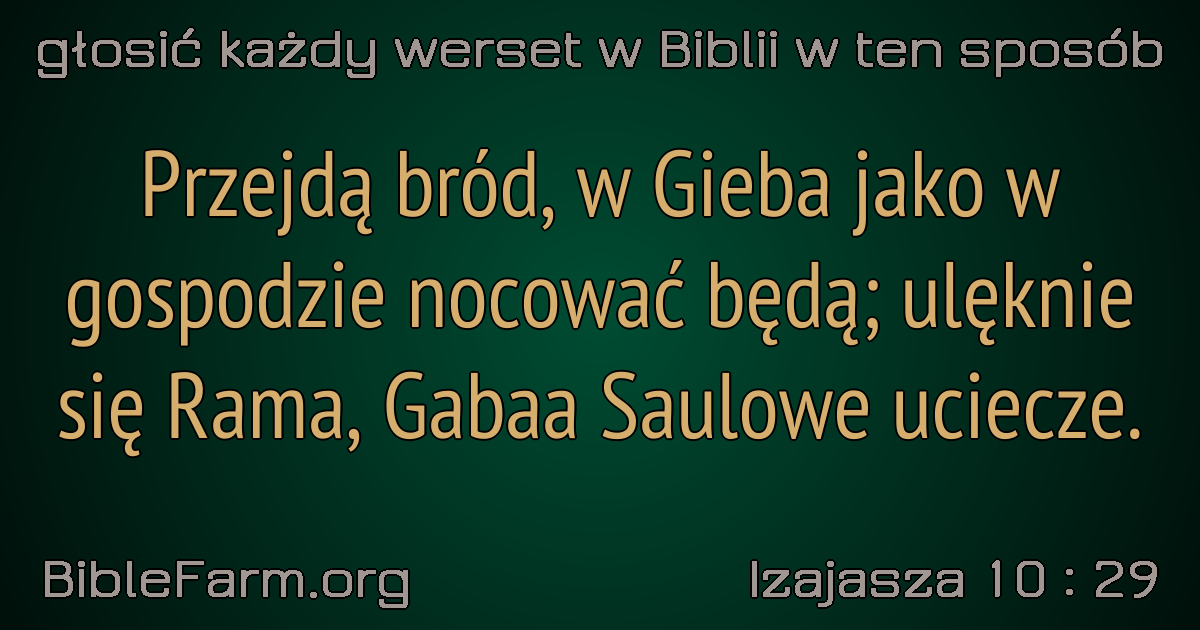 głosić każdy werset w Biblii w ten sposób
Przejdą bród, w Gieba jako w
gospodzie nocować będą; ulęknie
się Rama, Gabaa Saulowe uciecze.
BibleFarm.org
Izajasza 10 : 29